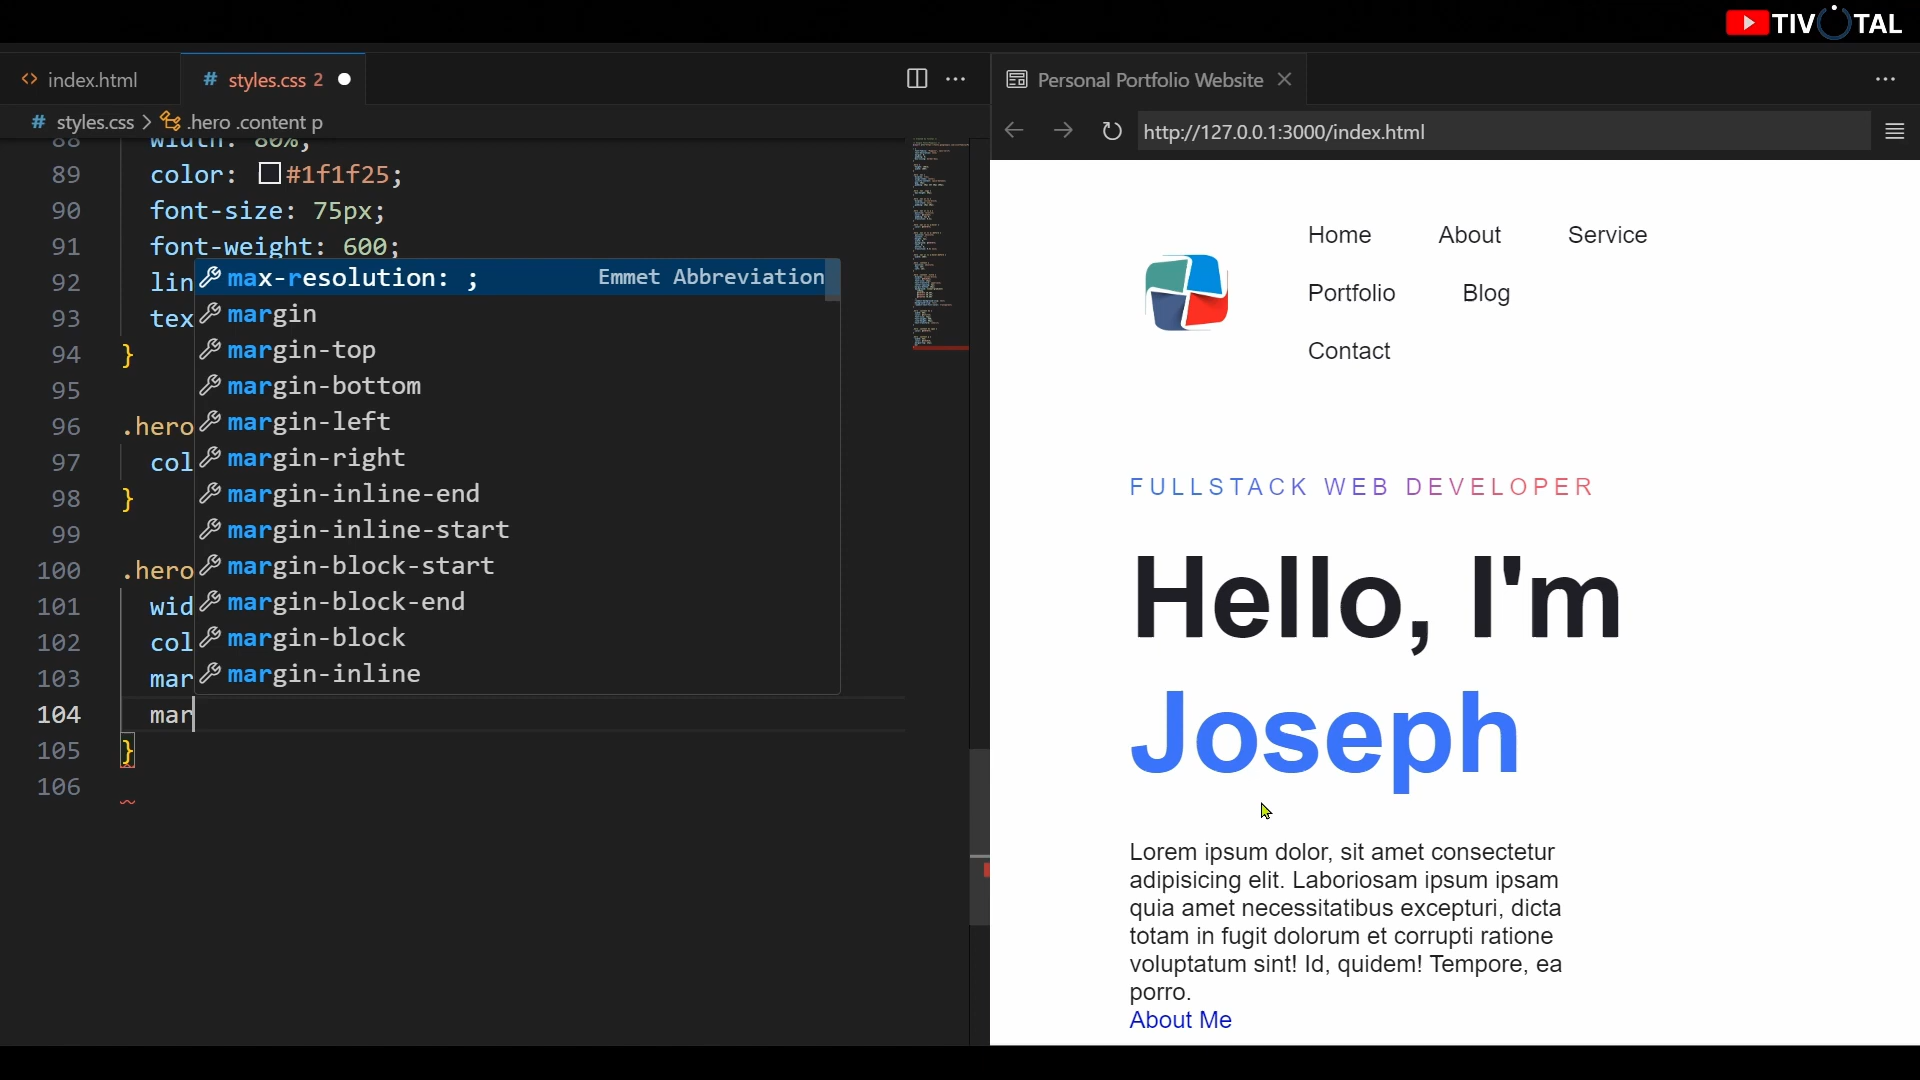 TIVOTAL
index.html
styles.css 2
Personal Portfolio Website
styles.css > .hero .content p
http://127.0.0.1:3000/index.html
88 width: 80%;
89 color: #1f1f25;
90 font-size: 75px;
91 font-weight: 600;
92 lin
93 tex
94 }
95
96 .hero
97 col
98 }
99
100 .hero
101 wid
102 col
103 mar
104 mar
105 }
106
max-resolution: ; Emmet Abbreviation
margin
margin-top
margin-bottom
margin-left
margin-right
margin-inline-end
margin-inline-start
margin-block-start
margin-block-end
margin-block
margin-inline
Home About Service
Portfolio Blog
Contact
FULLSTACK WEB DEVELOPER
Hello, I'm
Joseph
Lorem ipsum dolor, sit amet consectetur
adipisicing elit. Laboriosam ipsum ipsam
quia amet necessitatibus excepturi, dicta
totam in fugit dolorum et corrupti ratione
voluptatum sint! Id, quidem! Tempore, ea
porro.
About Me